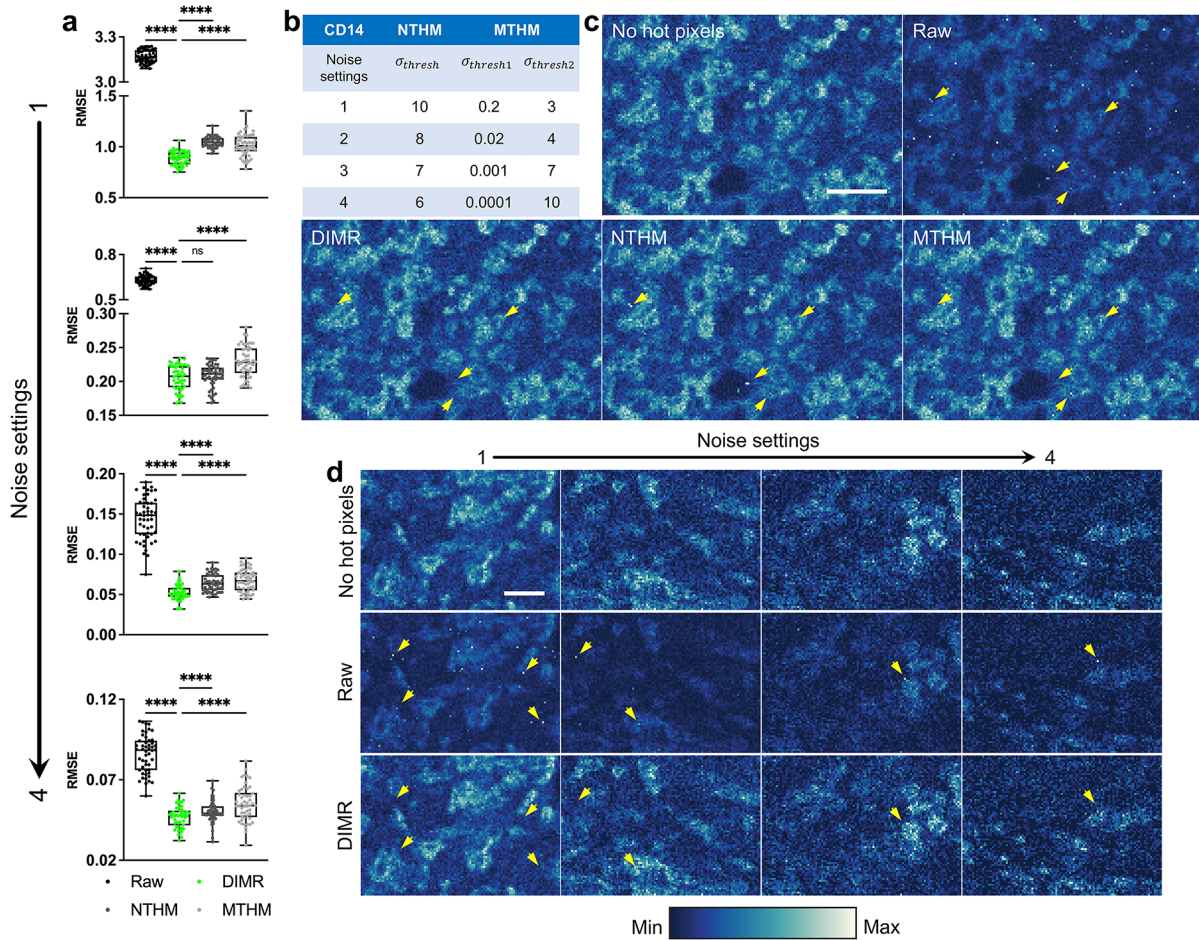 a
****
****
****
3.3
3.0
1.5
1.0
0.5
RMSE
1
****
****
ns
0.8
0.5
0.30
0.25
0.20
0.15
RMSE
Noise settings
****
****
****
0.20
0.15
0.10
0.05
0.00
RMSE
****
****
****
0.12
0.07
0.02
RMSE
4
Raw
DIMR
NTHM
MTHM
b
CD14 NTHM MTHM
Noise settings σ_thresh σ_thresh1 σ_thresh2
1 10 0.2 3
2 8 0.02 4
3 7 0.001 7
4 6 0.0001 10
c
No hot pixels
Raw
DIMR
NTHM
MTHM
d
Noise settings
1
4
No hot pixels
Raw
DIMR
Min
Max